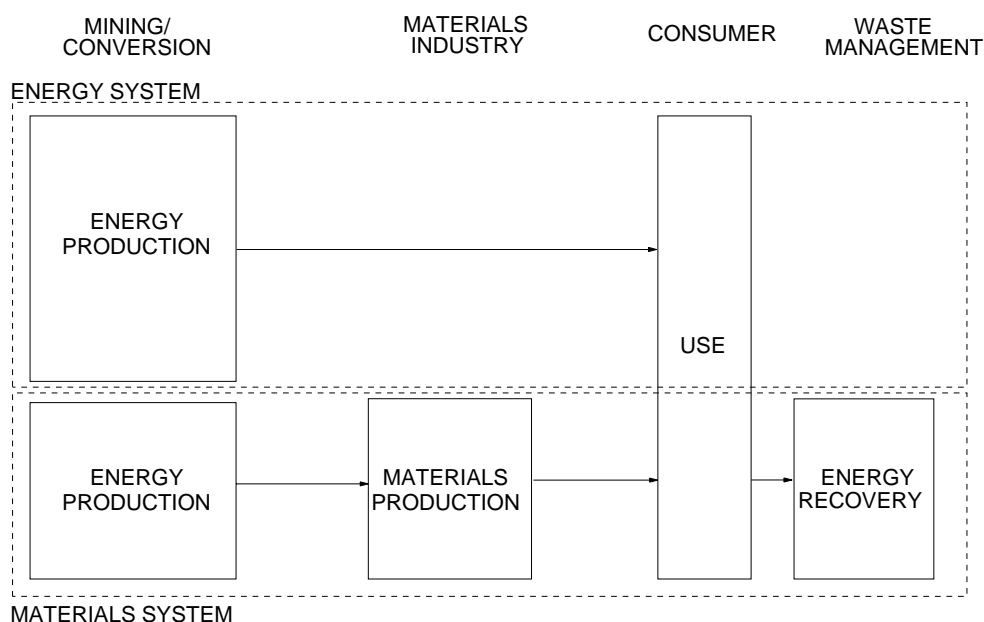 MINING/
CONVERSION
MATERIALS
INDUSTRY
CONSUMER
WASTE
MANAGEMENT
ENERGY SYSTEM
ENERGY
PRODUCTION
USE
ENERGY
PRODUCTION
MATERIALS
PRODUCTION
ENERGY
RECOVERY
MATERIALS SYSTEM